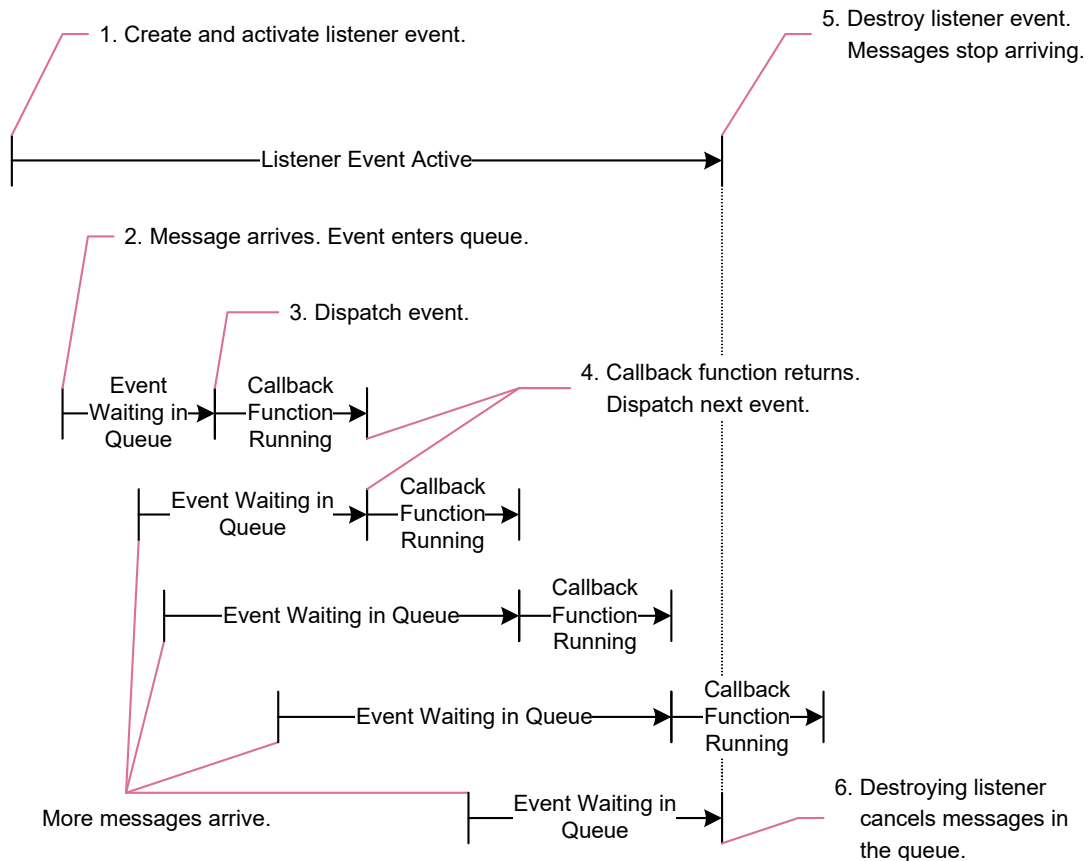 1. Create and activate listener event.
5. Destroy listener event.
Messages stop arriving.
Listener Event Active
2. Message arrives. Event enters queue.
3. Dispatch event.
Event
Waiting in
Queue
Callback
Function
Running
4. Callback function returns.
Dispatch next event.
Event Waiting in
Queue
Callback
Function
Running
Event Waiting in Queue
Callback
Function
Running
Event Waiting in Queue
Callback
Function
Running
More messages arrive.
Event Waiting in
Queue
6. Destroying listener
cancels messages in
the queue.